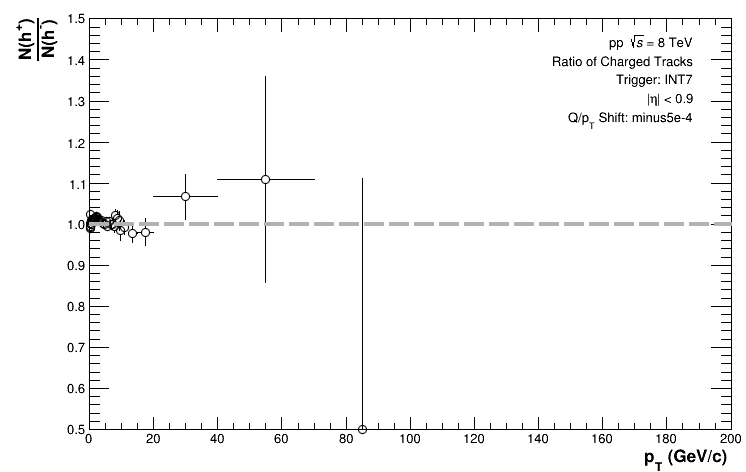 N(h⁺)
N(h⁻)
1.5
1.4
1.3
1.2
1.1
1.0
0.9
0.8
0.7
0.6
0.5
pp √s = 8 TeV
Ratio of Charged Tracks
Trigger: INT7
|η| < 0.9
Q/p_T Shift: minus5e-4
0 20 40 60 80 100 120 140 160 180 200
p_T (GeV/c)